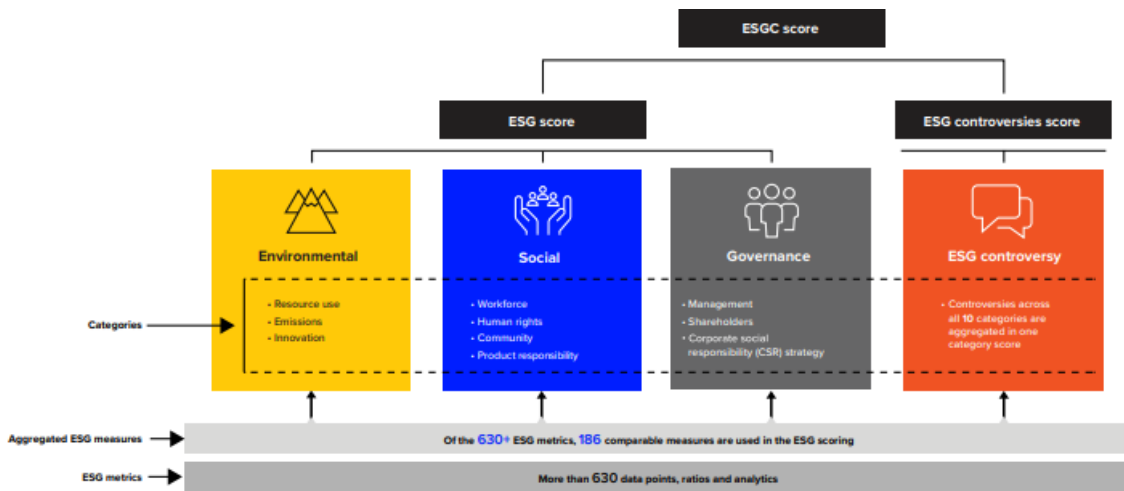 ESGC score
ESG score
ESG controversies score
Environmental
Social
Governance
ESG controversy
Categories
• Resource use
• Emissions
• Innovation
• Workforce
• Human rights
• Community
• Product responsibility
• Management
• Shareholders
• Corporate social
responsibility (CSR) strategy
• Controversies across
all 10 categories are
aggregated in one
category score
Aggregated ESG measures
Of the 630+ ESG metrics, 186 comparable measures are used in the ESG scoring
ESG metrics
More than 630 data points, ratios and analytics